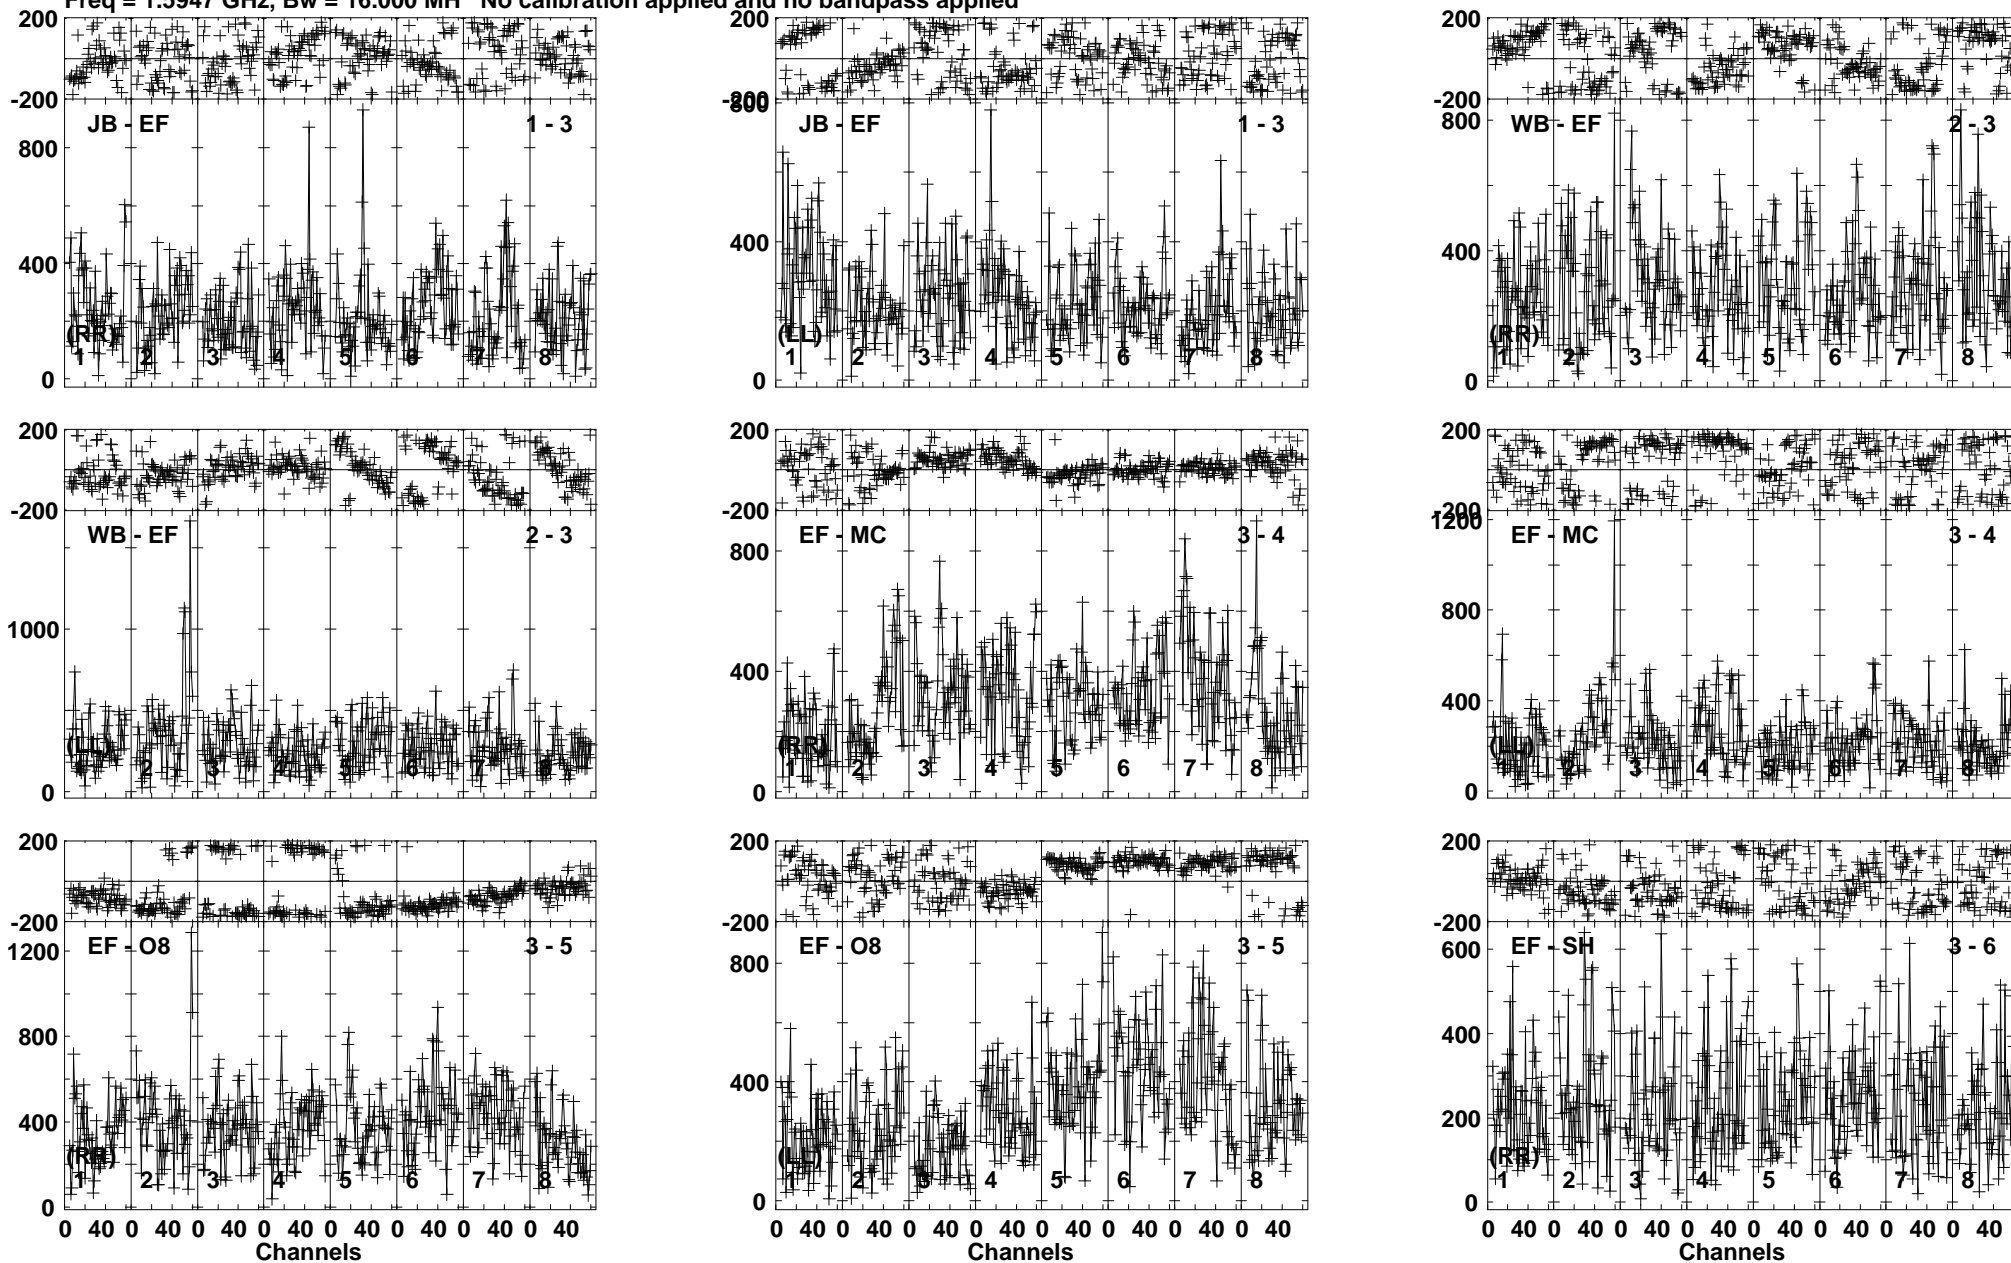 Freq = 1.5947 GHz, Bw = 16.000 MH No calibration applied and no bandpass applied
200 200 200
-200 -200 -200
JB - EF 1 - 3 JB - EF 1 - 3 WB - EF 2 - 3
800 800 800
400 400 400
(RR) (LL) (RR)
1 2 3 4 5 6 7 8 1 2 3 4 5 6 7 8 1 2 3 4 5 6 7 8
0 0 0
200 200 200
-200 -200 -200
WB - EF 2 - 3 EF - MC 3 - 4 EF - MC 3 - 4
1000 800 1200
400 800
400
(LL) (RR) (LL)
1 2 3 4 5 6 7 8 1 2 3 4 5 6 7 8 1 2 3 4 5 6 7 8
0 0 0
200 200 200
-200 -200 -200
EF - O8 3 - 5 EF - O8 3 - 5 EF - SH 3 - 6
1200 800 600
800 400 400
400 200
(RR) (LL) (RR)
1 2 3 4 5 6 7 8 1 2 3 4 5 6 7 8 1 2 3 4 5 6 7 8
0 0 0
0 40 0 40 0 40 0 40 0 40 0 40 0 40 0 40 0 40 0 40 0 40 0 40 0 40 0 40 0 40 0 40 0 40 0 40 0 40 0 40 0 40 0 40 0 40 0 40
Channels Channels Channels